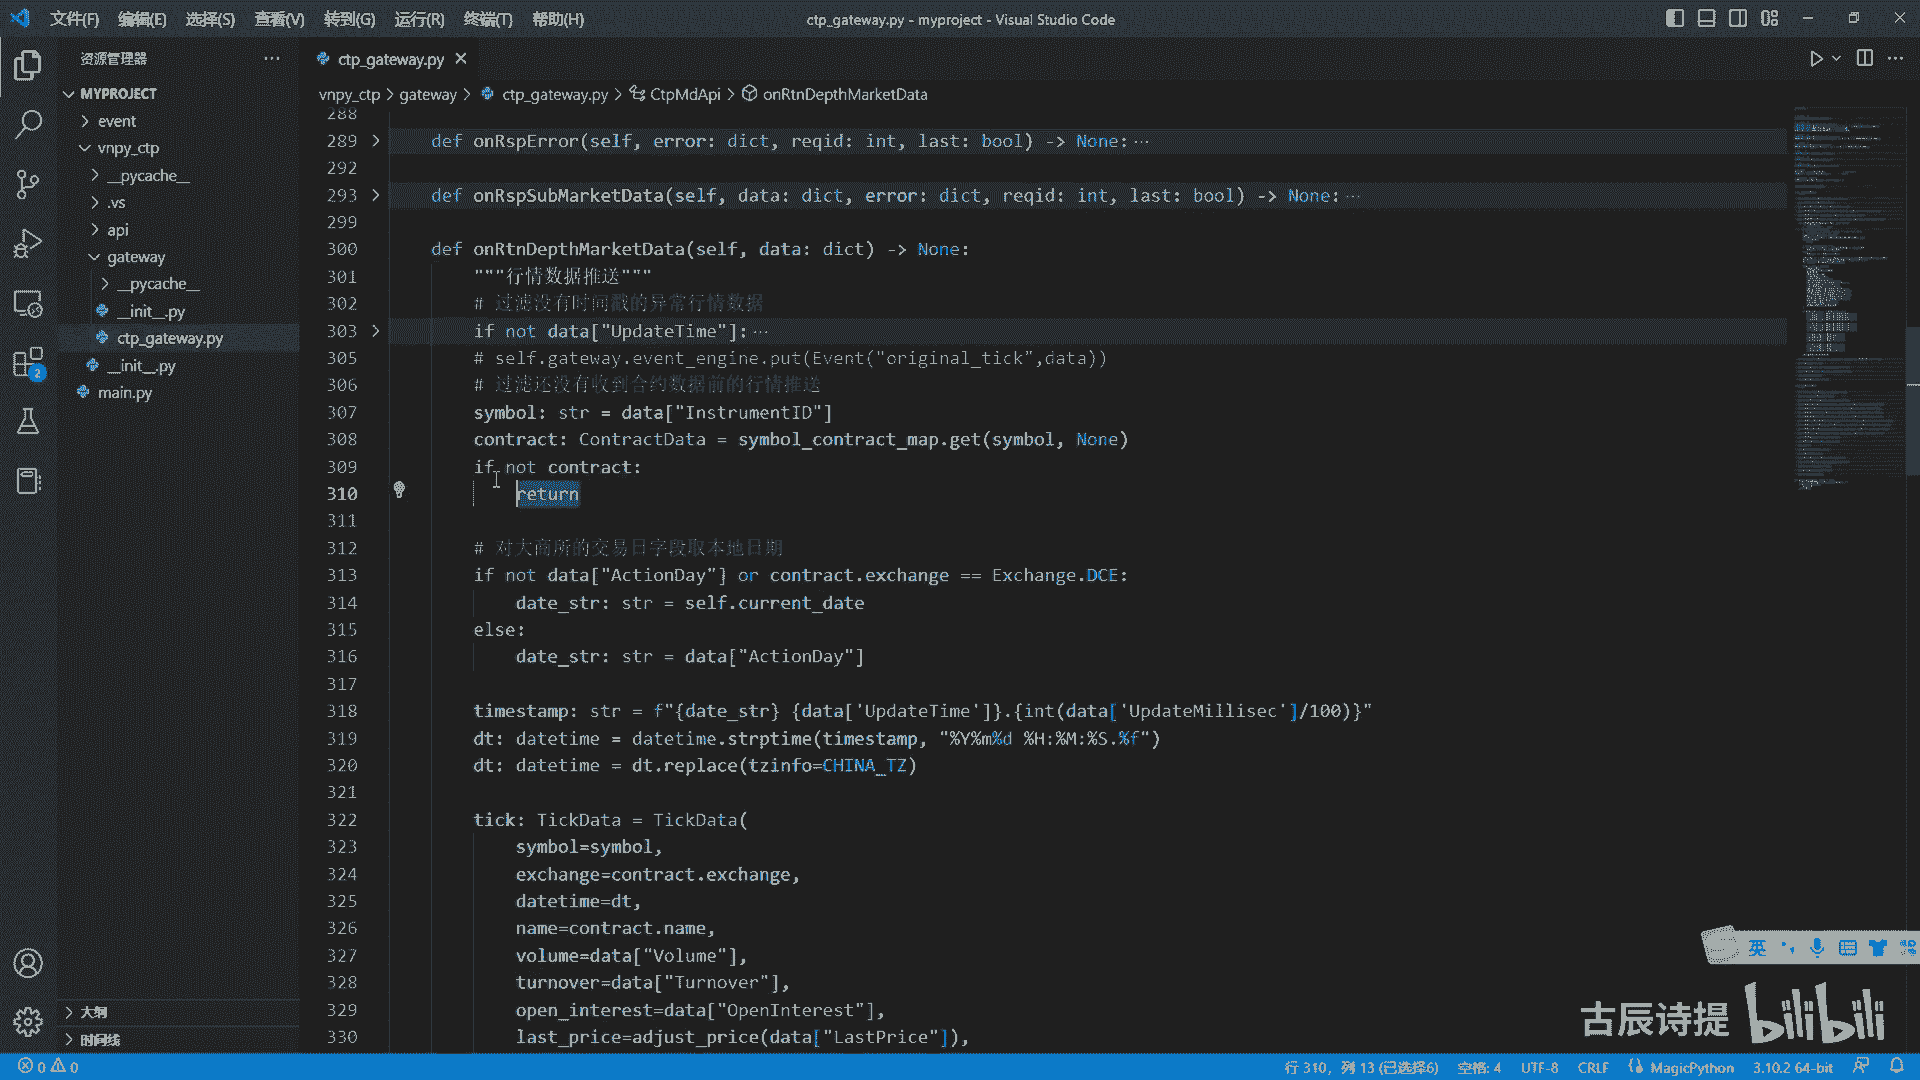 文件(F) 编辑(E) 选择(S) 查看(V) 转到(G) 运行(R) 终端(T) 帮助(H)
ctp_gateway.py - myproject - Visual Studio Code
资源管理器
MYPROJECT
event
vnpy_ctp
__pycache__
.vs
api
gateway
__pycache__
__init__.py
ctp_gateway.py
__init__.py
main.py
大纲
时间线
2
ctp_gateway.py
vnpy_ctp > gateway > ctp_gateway.py > CtpMdApi > onRtnDepthMarketData
288
289 def onRspError(self, error: dict, reqid: int, last: bool) -> None:···
292
293 def onRspSubMarketData(self, data: dict, error: dict, reqid: int, last: bool) -> None:···
299
300 def onRtnDepthMarketData(self, data: dict) -> None:
301 """行情数据推送"""
302 # 过滤没有时间戳的异常行情数据
303 if not data["UpdateTime"]:···
305 # self.gateway.event_engine.put(Event("original_tick",data))
306 # 过滤还没有收到合约数据前的行情推送
307 symbol: str = data["InstrumentID"]
308 contract: ContractData = symbol_contract_map.get(symbol, None)
309 if not contract:
310 return
311
312 # 对大商所的交易日字段取本地日期
313 if not data["ActionDay"] or contract.exchange == Exchange.DCE:
314 date_str: str = self.current_date
315 else:
316 date_str: str = data["ActionDay"]
317
318 timestamp: str = f"{date_str} {data['UpdateTime']}.{int(data['UpdateMillisec']/100)}"
319 dt: datetime = datetime.strptime(timestamp, "%Y%m%d %H:%M:%S.%f")
320 dt: datetime = dt.replace(tzinfo=CHINA_TZ)
321
322 tick: TickData = TickData(
323 symbol=symbol,
324 exchange=contract.exchange,
325 datetime=dt,
326 name=contract.name,
327 volume=data["Volume"],
328 turnover=data["Turnover"],
329 open_interest=data["OpenInterest"],
330 last_price=adjust_price(data["LastPrice"]),
英
古辰诗提 bilibili
0 0
行 310，列 13 (已选择6) 空格: 4 UTF-8 CRLF MagicPython 3.10.2 64-bit